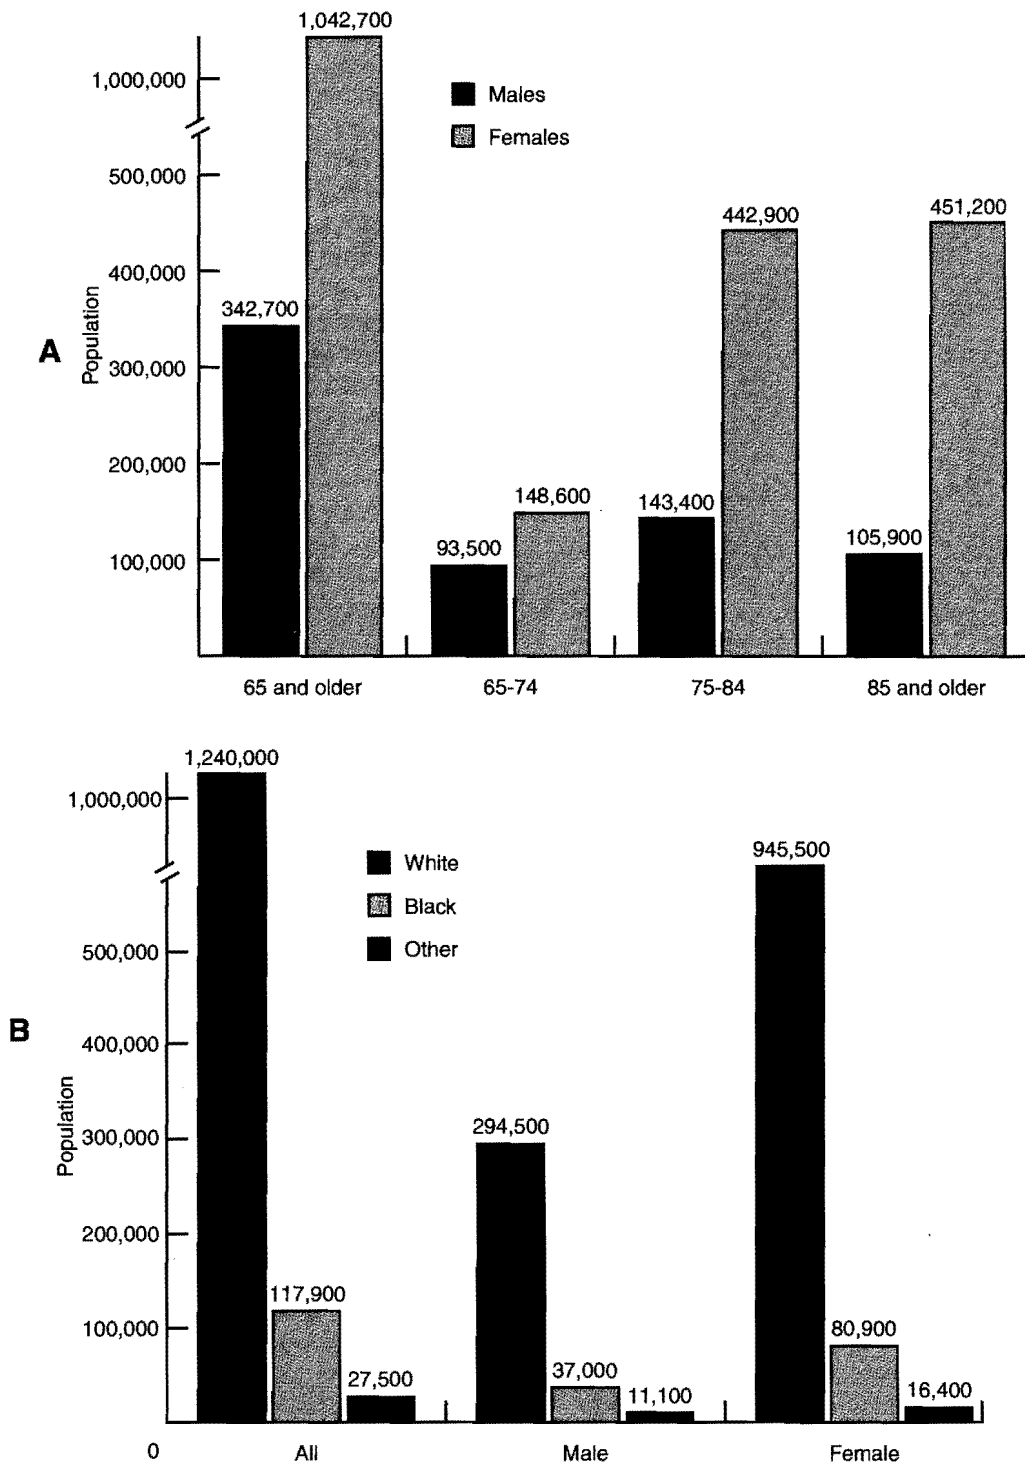 1,042,700
1,000,000
Males
Females
500,000
442,900
451,200
400,000
342,700
A
Population
300,000
200,000
148,600
143,400
105,900
93,500
100,000
65 and older
65-74
75-84
85 and older
1,240,000
1,000,000
White
945,500
Black
Other
500,000
B
400,000
Population
300,000
294,500
200,000
117,900
100,000
80,900
27,500
37,000
11,100
16,400
0
All
Male
Female